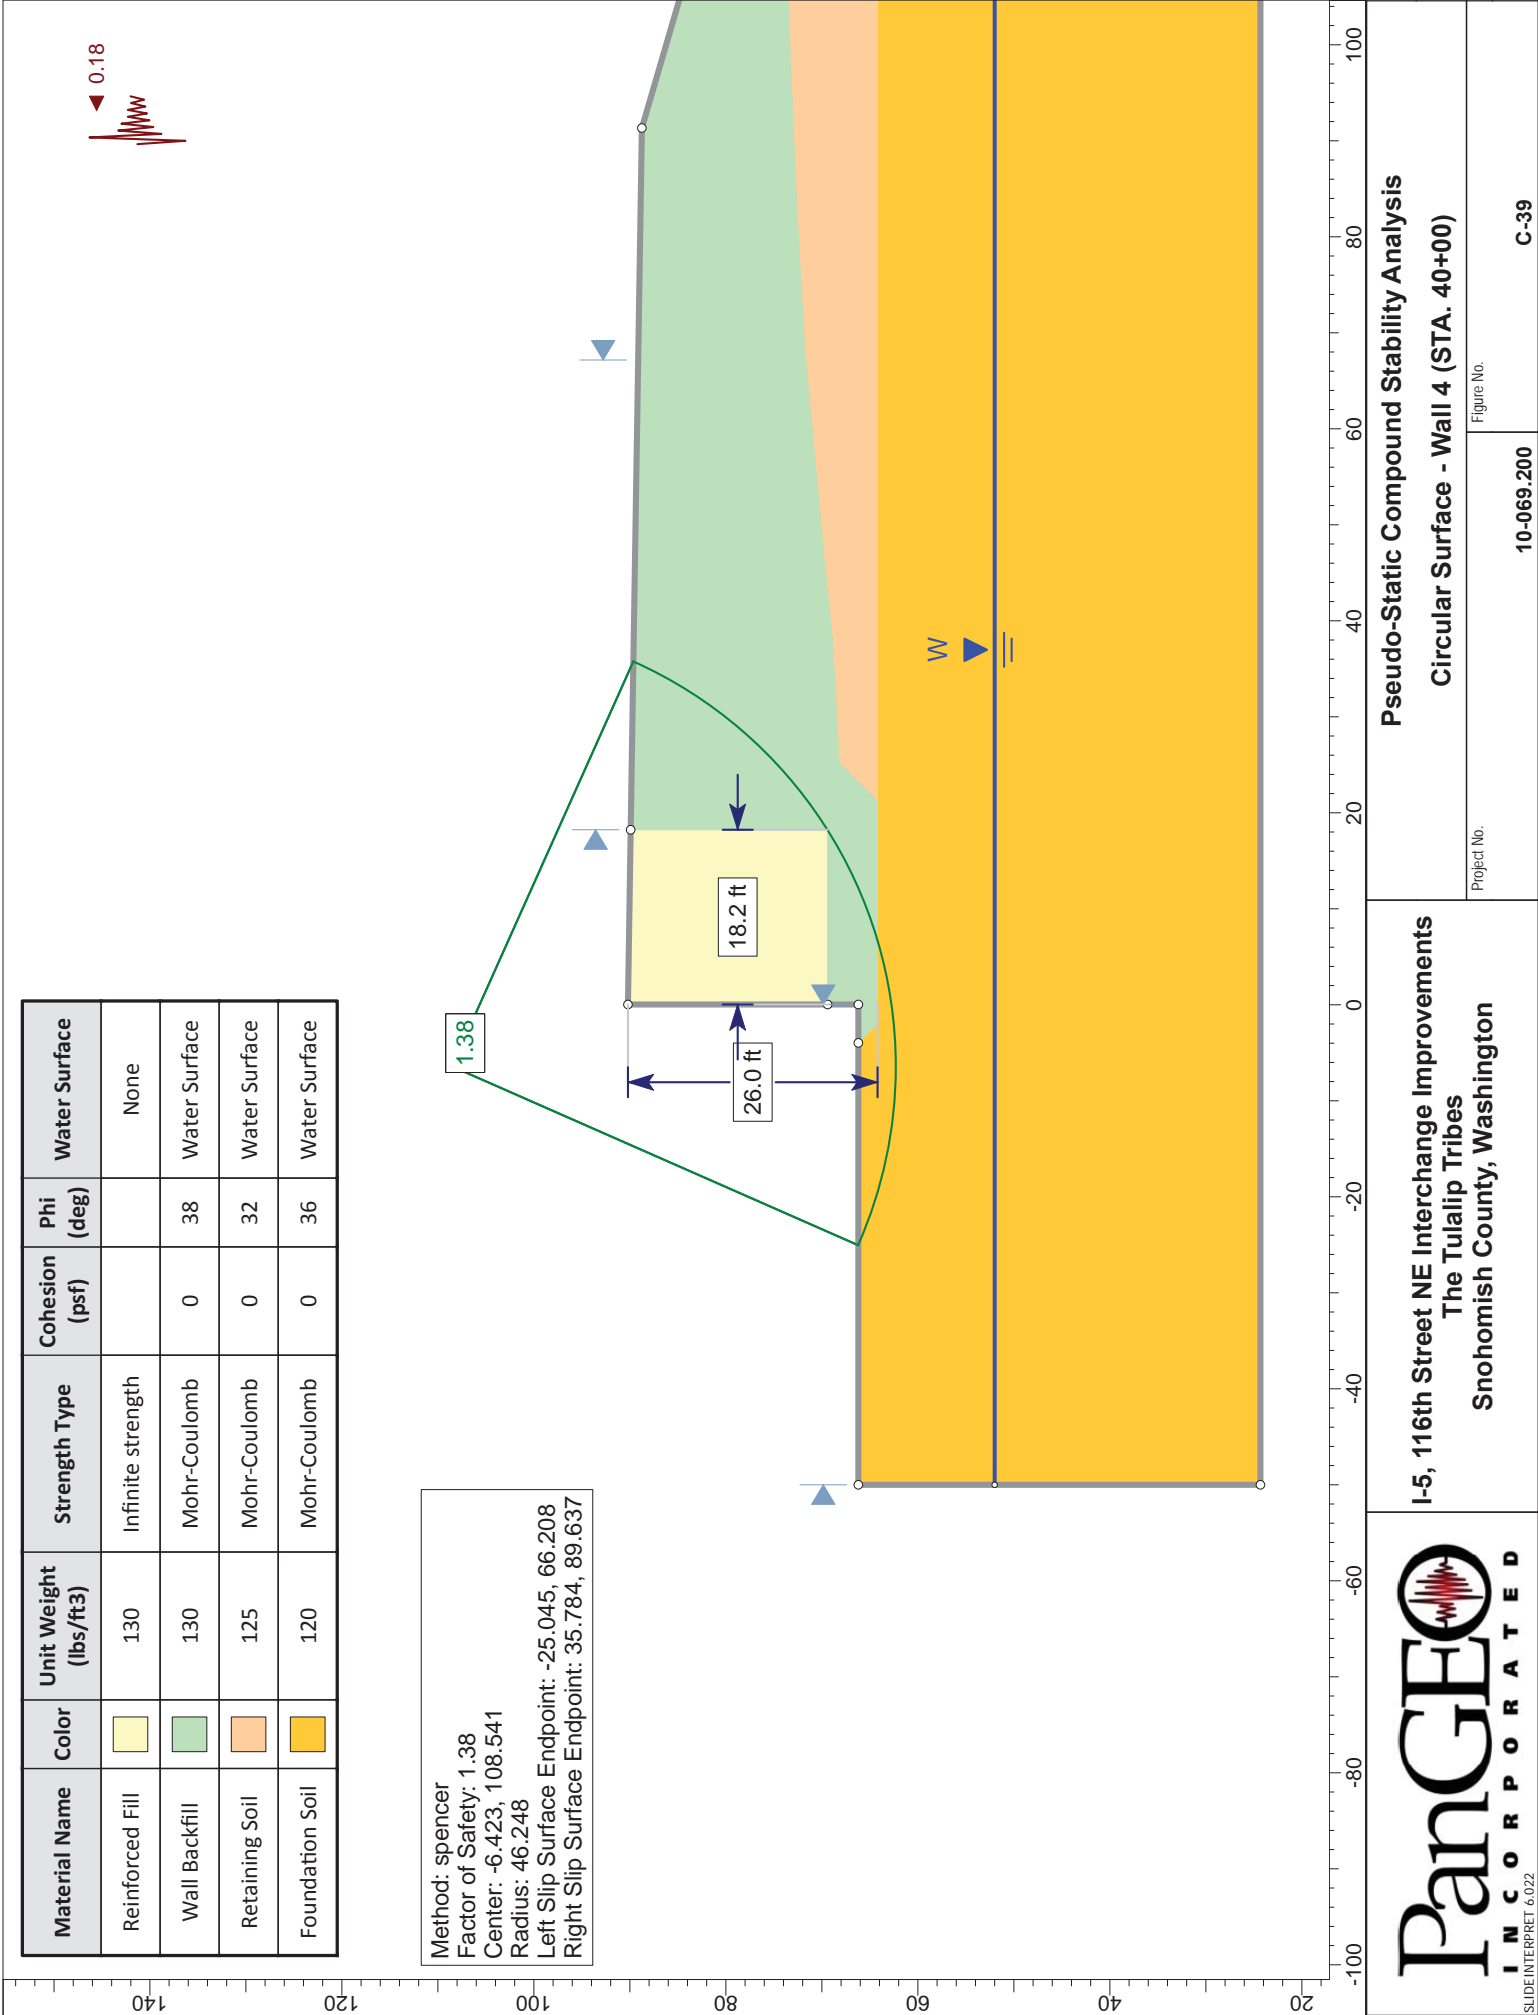 Material Name Color Unit Weight (lbs/ft3) Strength Type Cohesion (psf) Phi (deg) Water Surface
Reinforced Fill 130 Infinite strength None
Wall Backfill 130 Mohr-Coulomb 0 38 Water Surface
Retaining Soil 125 Mohr-Coulomb 0 32 Water Surface
Foundation Soil 120 Mohr-Coulomb 0 36 Water Surface
0.18
Method: spencer
Factor of Safety: 1.38
Center: -6.423, 108.541
Radius: 46.248
Left Slip Surface Endpoint: -25.045, 66.208
Right Slip Surface Endpoint: 35.784, 89.637
1.38
26.0 ft
18.2 ft
W
140
120
100
80
60
40
20
-100 -80 -60 -40 -20 0 20 40 60 80 100
PanGEO
INCORPORATED
SLIDEINTERPRET 6.022
I-5, 116th Street NE Interchange Improvements
The Tulalip Tribes
Snohomish County, Washington
Pseudo-Static Compound Stability Analysis
Circular Surface - Wall 4 (STA. 40+00)
Project No.
10-069.200
Figure No.
C-39